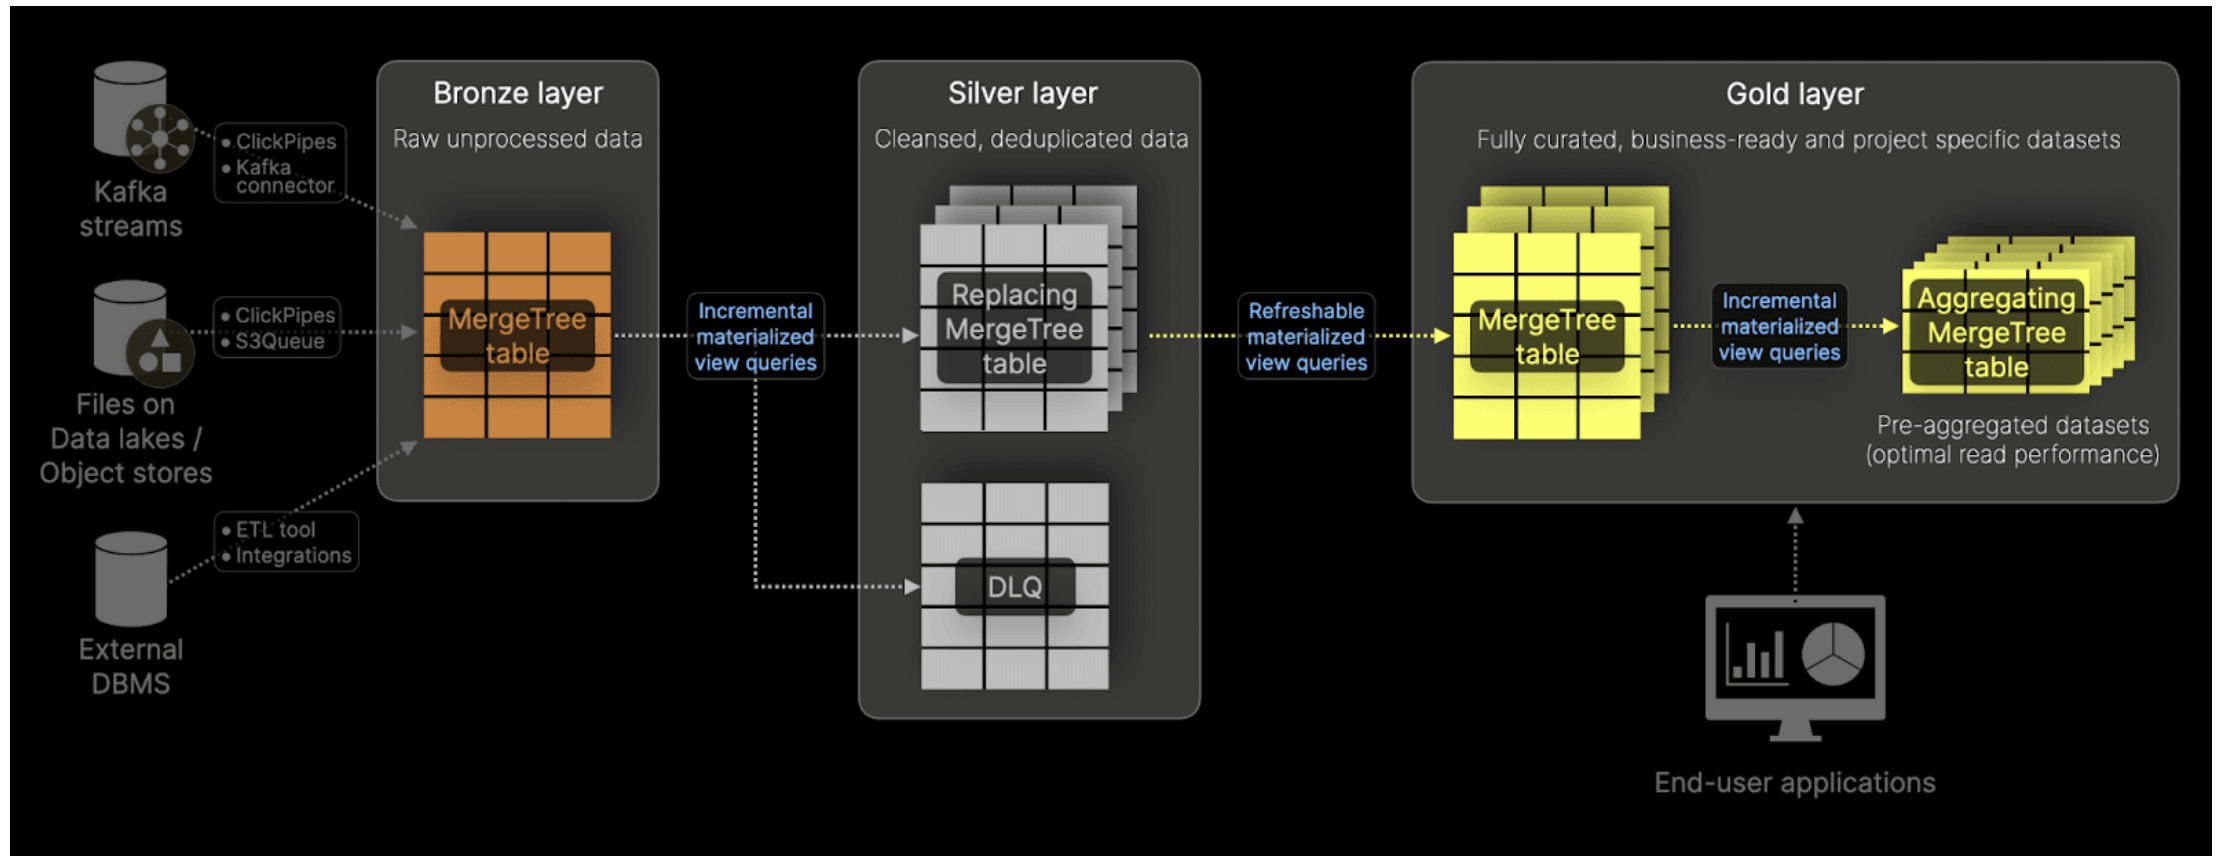 Kafka
streams
• ClickPipes
• Kafka
connector
Files on
Data lakes /
Object stores
• ClickPipes
• S3Queue
External
DBMS
• ETL tool
• Integrations
Bronze layer
Raw unprocessed data
MergeTree
table
Incremental
materialized
view queries
Silver layer
Cleansed, deduplicated data
Replacing
MergeTree
table
DLQ
Refreshable
materialized
view queries
Gold layer
Fully curated, business-ready and project specific datasets
MergeTree
table
Incremental
materialized
view queries
Aggregating
MergeTree
table
Pre-aggregated datasets
(optimal read performance)
End-user applications